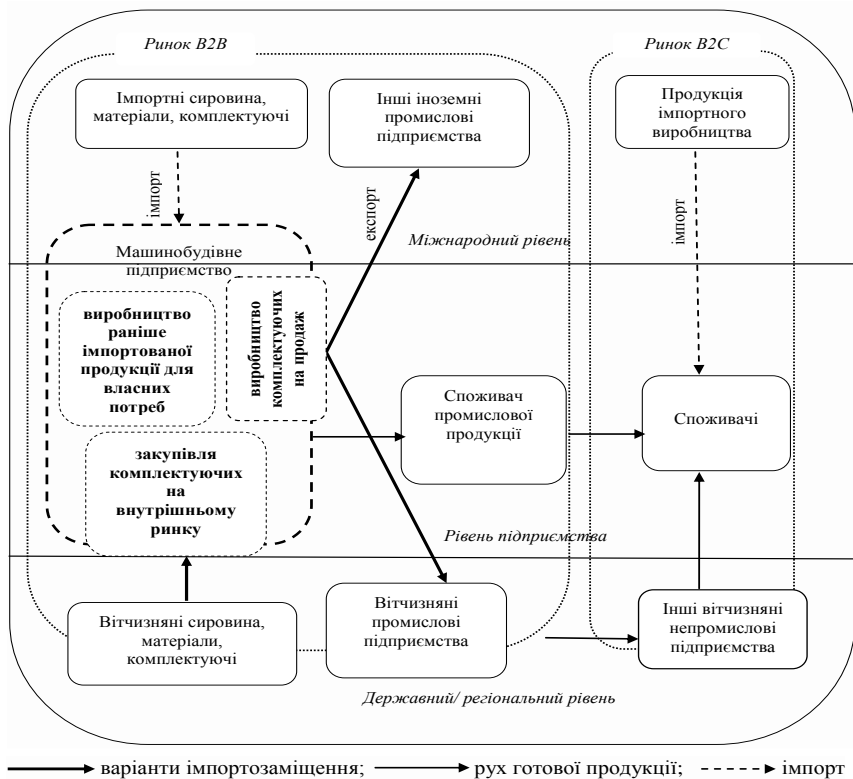 Ринок B2B
Ринок B2C
Імпортні сировина,
матеріали, комплектуючі
Інші іноземні
промислові
підприємства
Продукція
імпортного
виробництва
імпорт
експорт
імпорт
Міжнародний рівень
Машинобудівне
підприємство
виробництво
раніше
імпортованої
продукції для
власних
потреб
виробництво
комплектуючих
на продаж
Споживач
промислової
продукції
Споживачі
закупівля
комплектуючих
на
внутрішньому
ринку
Рівень підприємства
Вітчизняні сировина,
матеріали,
комплектуючі
Вітчизняні
промислові
підприємства
Інші вітчизняні
непромислові
підприємства
Державний/ регіональний рівень
варіанти імпортозаміщення; рух готової продукції; імпорт